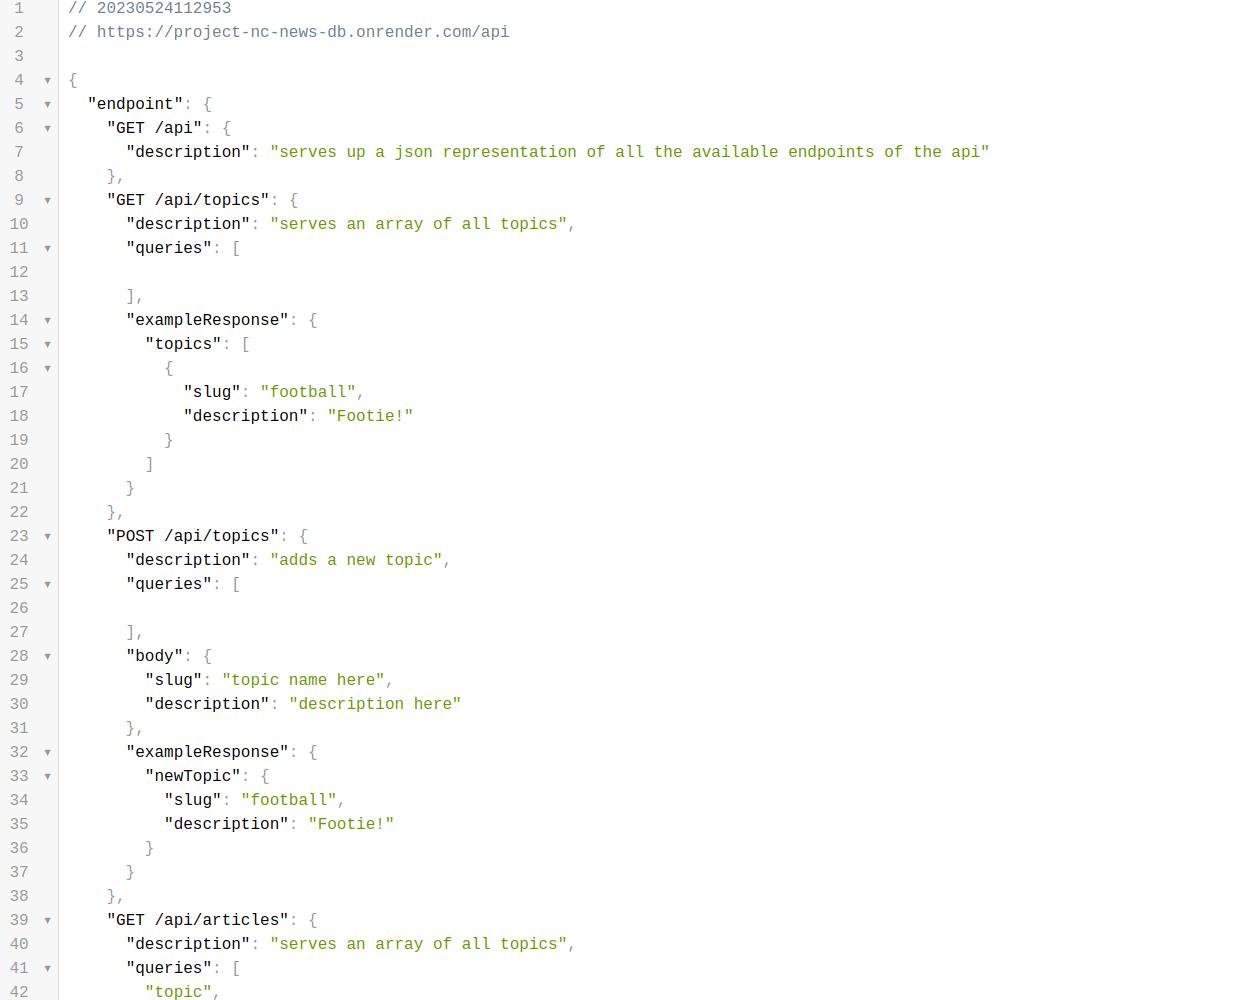 1 // 20230524112953
2 // https://project-nc-news-db.onrender.com/api
3
4 ▼ {
5 ▼ "endpoint": {
6 ▼ "GET /api": {
7 "description": "serves up a json representation of all the available endpoints of the api"
8 },
9 ▼ "GET /api/topics": {
10 "description": "serves an array of all topics",
11 ▼ "queries": [
12
13 ],
14 ▼ "exampleResponse": {
15 ▼ "topics": [
16 ▼ {
17 "slug": "football",
18 "description": "Footie!"
19 }
20 ]
21 }
22 },
23 ▼ "POST /api/topics": {
24 "description": "adds a new topic",
25 ▼ "queries": [
26
27 ],
28 ▼ "body": {
29 "slug": "topic name here",
30 "description": "description here"
31 },
32 ▼ "exampleResponse": {
33 ▼ "newTopic": {
34 "slug": "football",
35 "description": "Footie!"
36 }
37 }
38 },
39 ▼ "GET /api/articles": {
40 "description": "serves an array of all topics",
41 ▼ "queries": [
42 "topic",